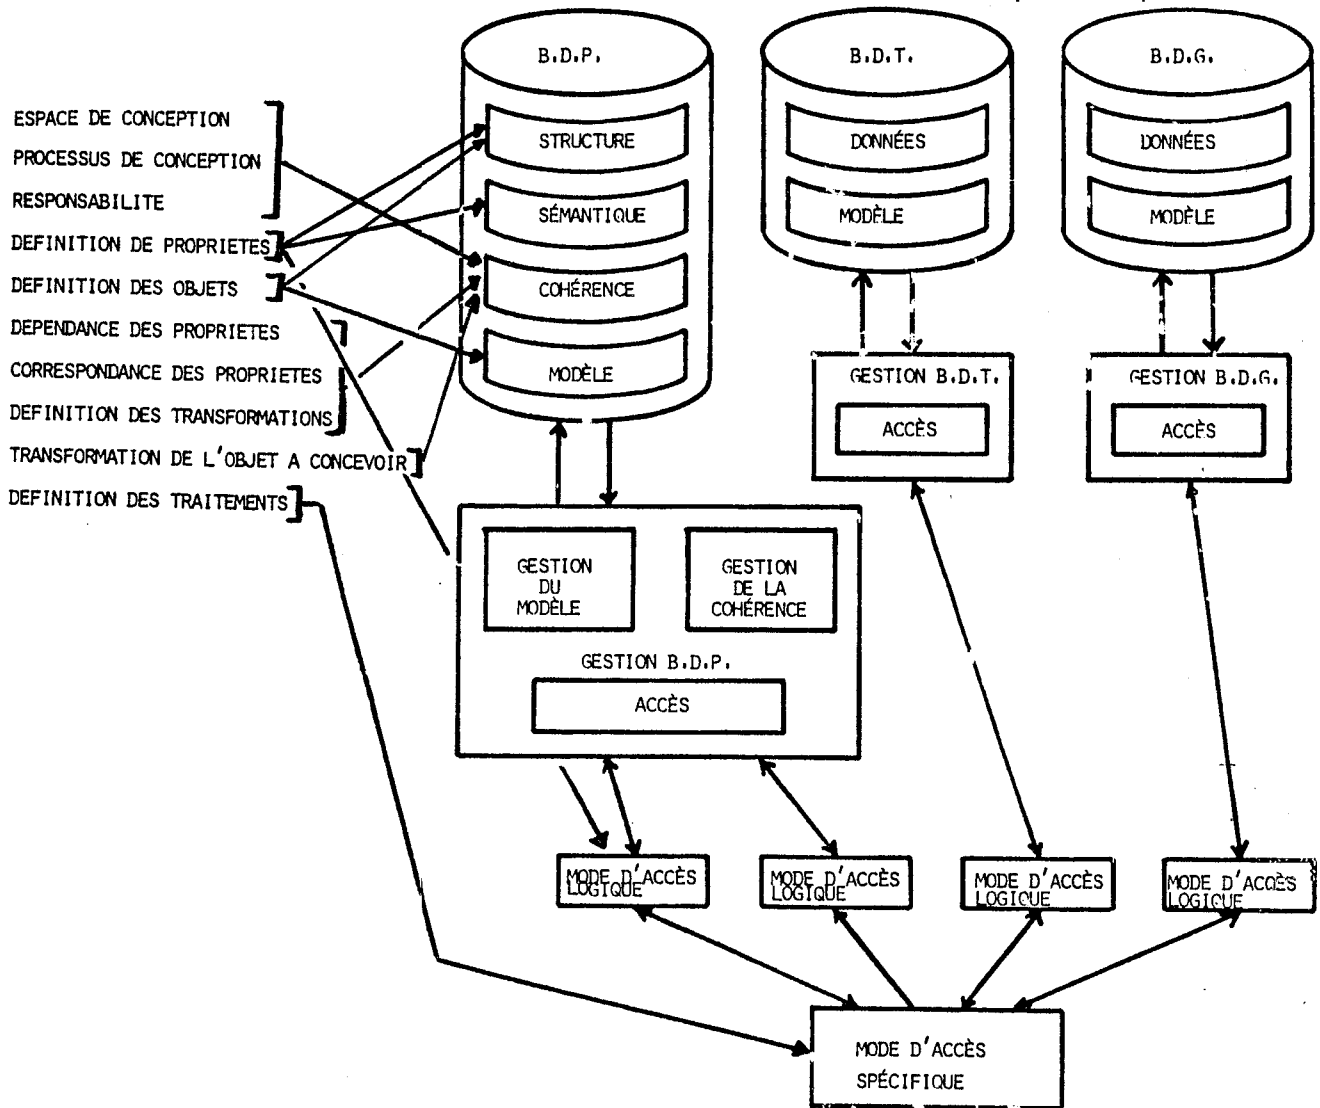 B.D.P.
B.D.T.
B.D.G.
ESPACE DE CONCEPTION
PROCESSUS DE CONCEPTION
RESPONSABILITE
DEFINITION DE PROPRIETES
DEFINITION DES OBJETS
DEPENDANCE DES PROPRIETES
CORRESPONDANCE DES PROPRIETES
DEFINITION DES TRANSFORMATIONS
TRANSFORMATION DE L'OBJET A CONCEVOIR
DEFINITION DES TRAITEMENTS
STRUCTURE
SÉMANTIQUE
COHÉRENCE
MODÈLE
DONNÉES
MODÈLE
DONNÉES
MODÈLE
GESTION B.D.T.
ACCÈS
GESTION B.D.G.
ACCÈS
GESTION
DU
MODÈLE
GESTION
DE LA
COHÉRENCE
GESTION B.D.P.
ACCÈS
MODE D'ACCÈS
LOGIQUE
MODE D'ACCÈS
LOGIQUE
MODE D'ACCÈS
LOGIQUE
MODE D'ACCÈS
LOGIQUE
MODE D'ACCÈS
SPÉCIFIQUE